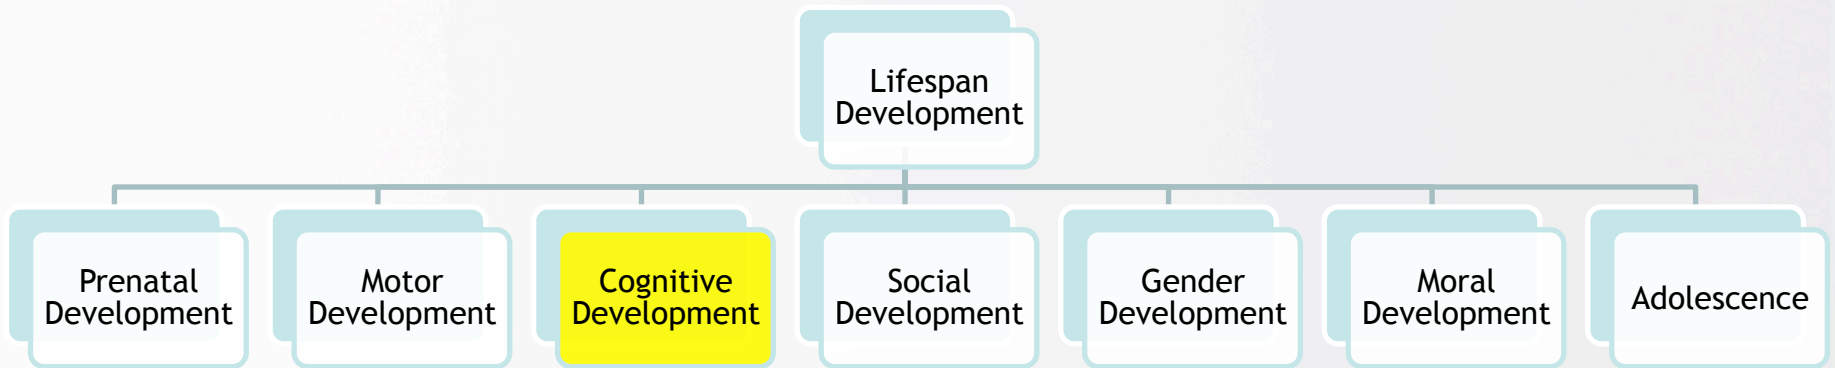 Lifespan
Development
Prenatal
Development
Motor
Development
Cognitive
Development
Social
Development
Gender
Development
Moral
Development
Adolescence